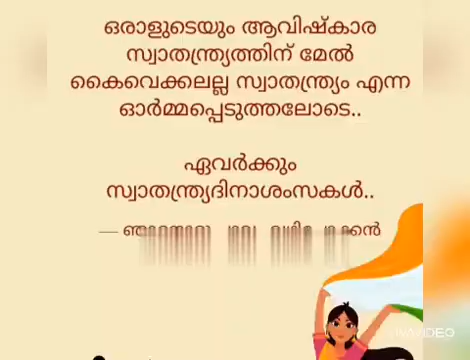 ഒരാളുടെയും ആവിഷ്കാര
സ്വാതന്ത്ര്യത്തിന് മേൽ
കൈവെക്കലല്ല സ്വാതന്ത്ര്യം എന്ന
ഓർമ്മപ്പെടുത്തലോടെ..
ഏവർക്കും
സ്വാതന്ത്ര്യദിനാശംസകൾ..